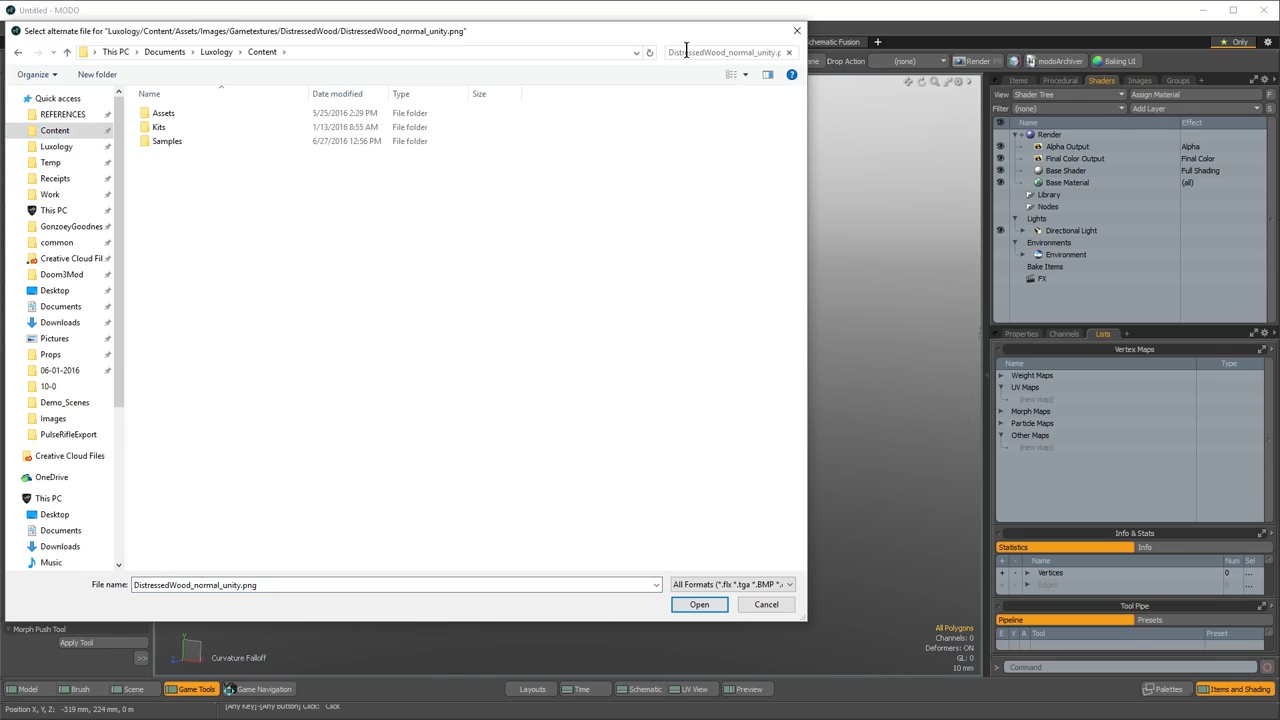 Untitled - MODO
Select alternate file for "Luxology/Content/Assets/Images/Gametextures/DistressedWood/DistressedWood_normal_unity.png"
This PC > Documents > Luxology > Content >
DistressedWood_normal_unity.p
Organize
New folder
Name Date modified Type Size
Assets 5/25/2016 2:29 PM File folder
Kits 1/13/2016 8:55 AM File folder
Samples 6/27/2016 12:56 PM File folder
Quick access
REFERENCES
Content
Luxology
Temp
Receipts
Work
This PC
GonzoeyGoodnes
common
Creative Cloud Fil
Doom3Mod
Desktop
Documents
Downloads
Pictures
Props
06-01-2016
10-0
Demo_Scenes
Images
PulseRifleExport
Creative Cloud Files
OneDrive
This PC
Desktop
Documents
Downloads
Music
File name: DistressedWood_normal_unity.png
All Formats (*.flx *.tga *.BMP *.
Open Cancel
Schematic Fusion +
Only
Drop Action (none) Render modoArchiver Baking UI
Items Procedural Shaders Images Groups +
View Shader Tree Assign Material F
Filter (none) Add Layer S
Name Effect
Render
Alpha Output Alpha
Final Color Output Final Color
Base Shader Full Shading
Base Material (all)
Library
Nodes
Lights
Directional Light
Environments
Environment
Bake Items
FX
Properties Channels Lists +
Vertex Maps
Name Type
Weight Maps
UV Maps
(new map)
Morph Maps
Particle Maps
Other Maps
(new map)
Info & Stats
Statistics Info
Name Num Sel
+ - Vertices 0 ...
+ - Edges ...
Tool Pipe
Pipeline Presets
E V A Tool Preset
Command
Morph Push Tool
Apply Tool
>>
Curvature Falloff
All Polygons
Channels: 0
Deformers: ON
GL: 0
10 mm
Model Brush Scene Game Tools Game Navigation Layouts Time Schematic UV View Preview Palettes Items and Shading
Position X, Y, Z: -319 mm, 224 mm, 0 m
[Any Key]-[Any Button] Click: Click